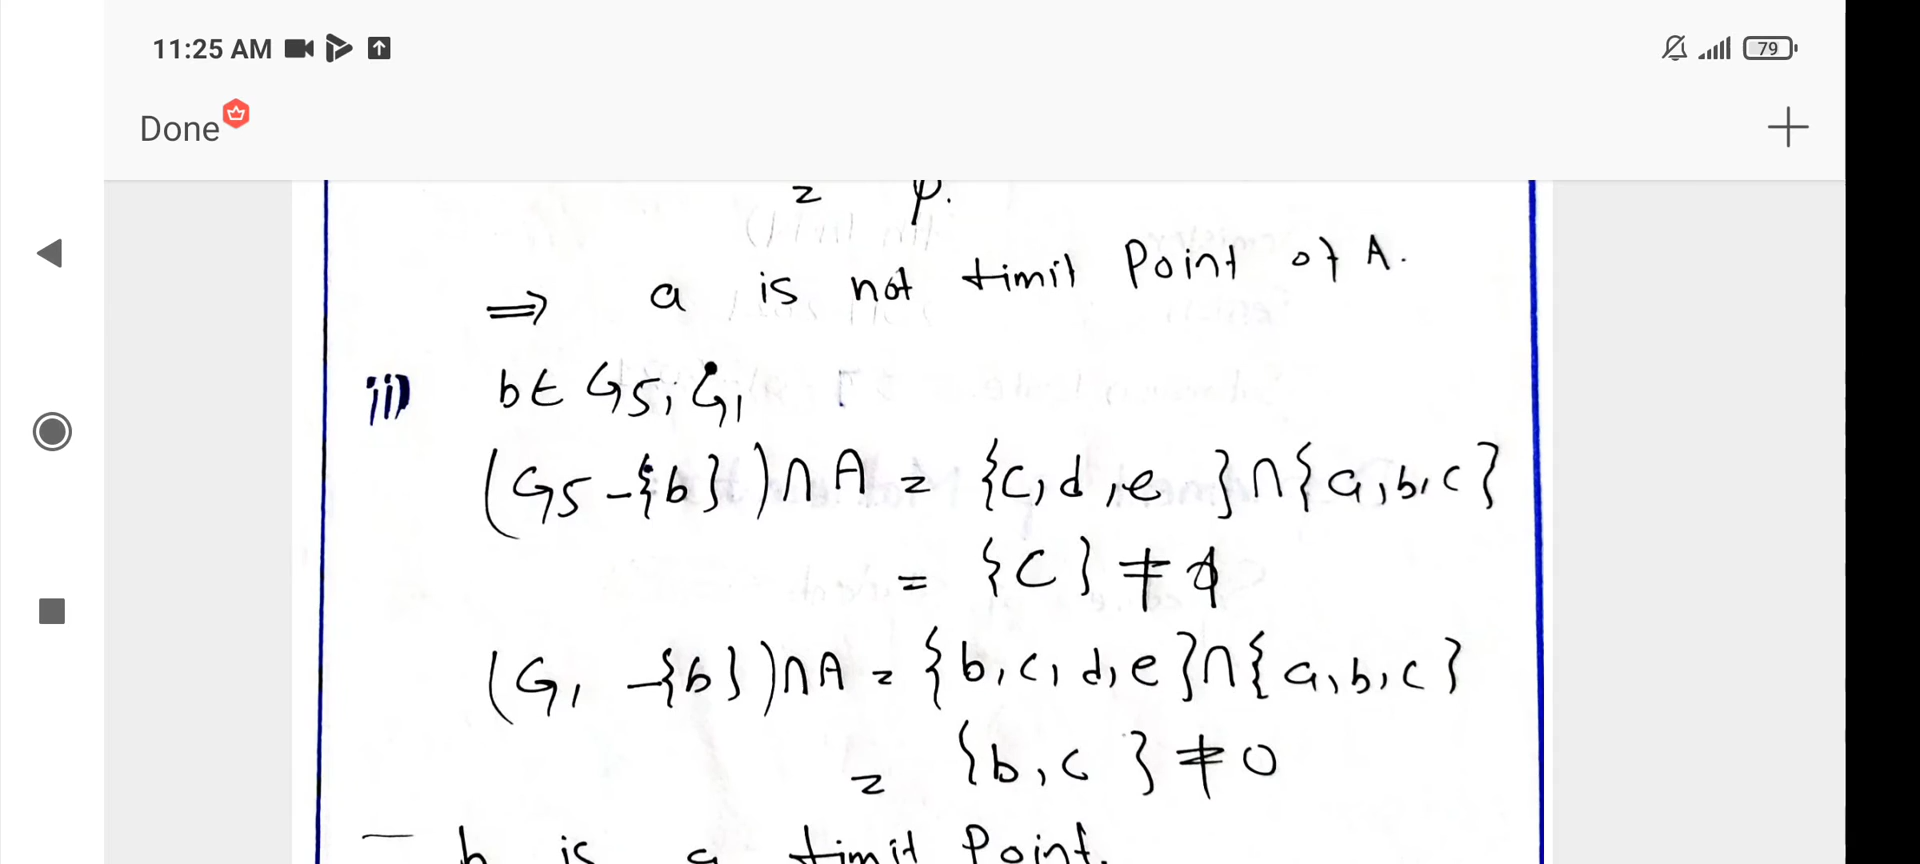 11:25 AM
79
Done
= φ.
⇒ a is not limit Point of A.
ii) b ∈ G5, G1
(G5 -{b})∩A = {c, d, e }∩{a, b, c}
= {c} ≠ φ
(G1 -{b})∩A = {b, c, d, e}∩{a, b, c}
= {b, c } ≠ 0
b is a limit Point.